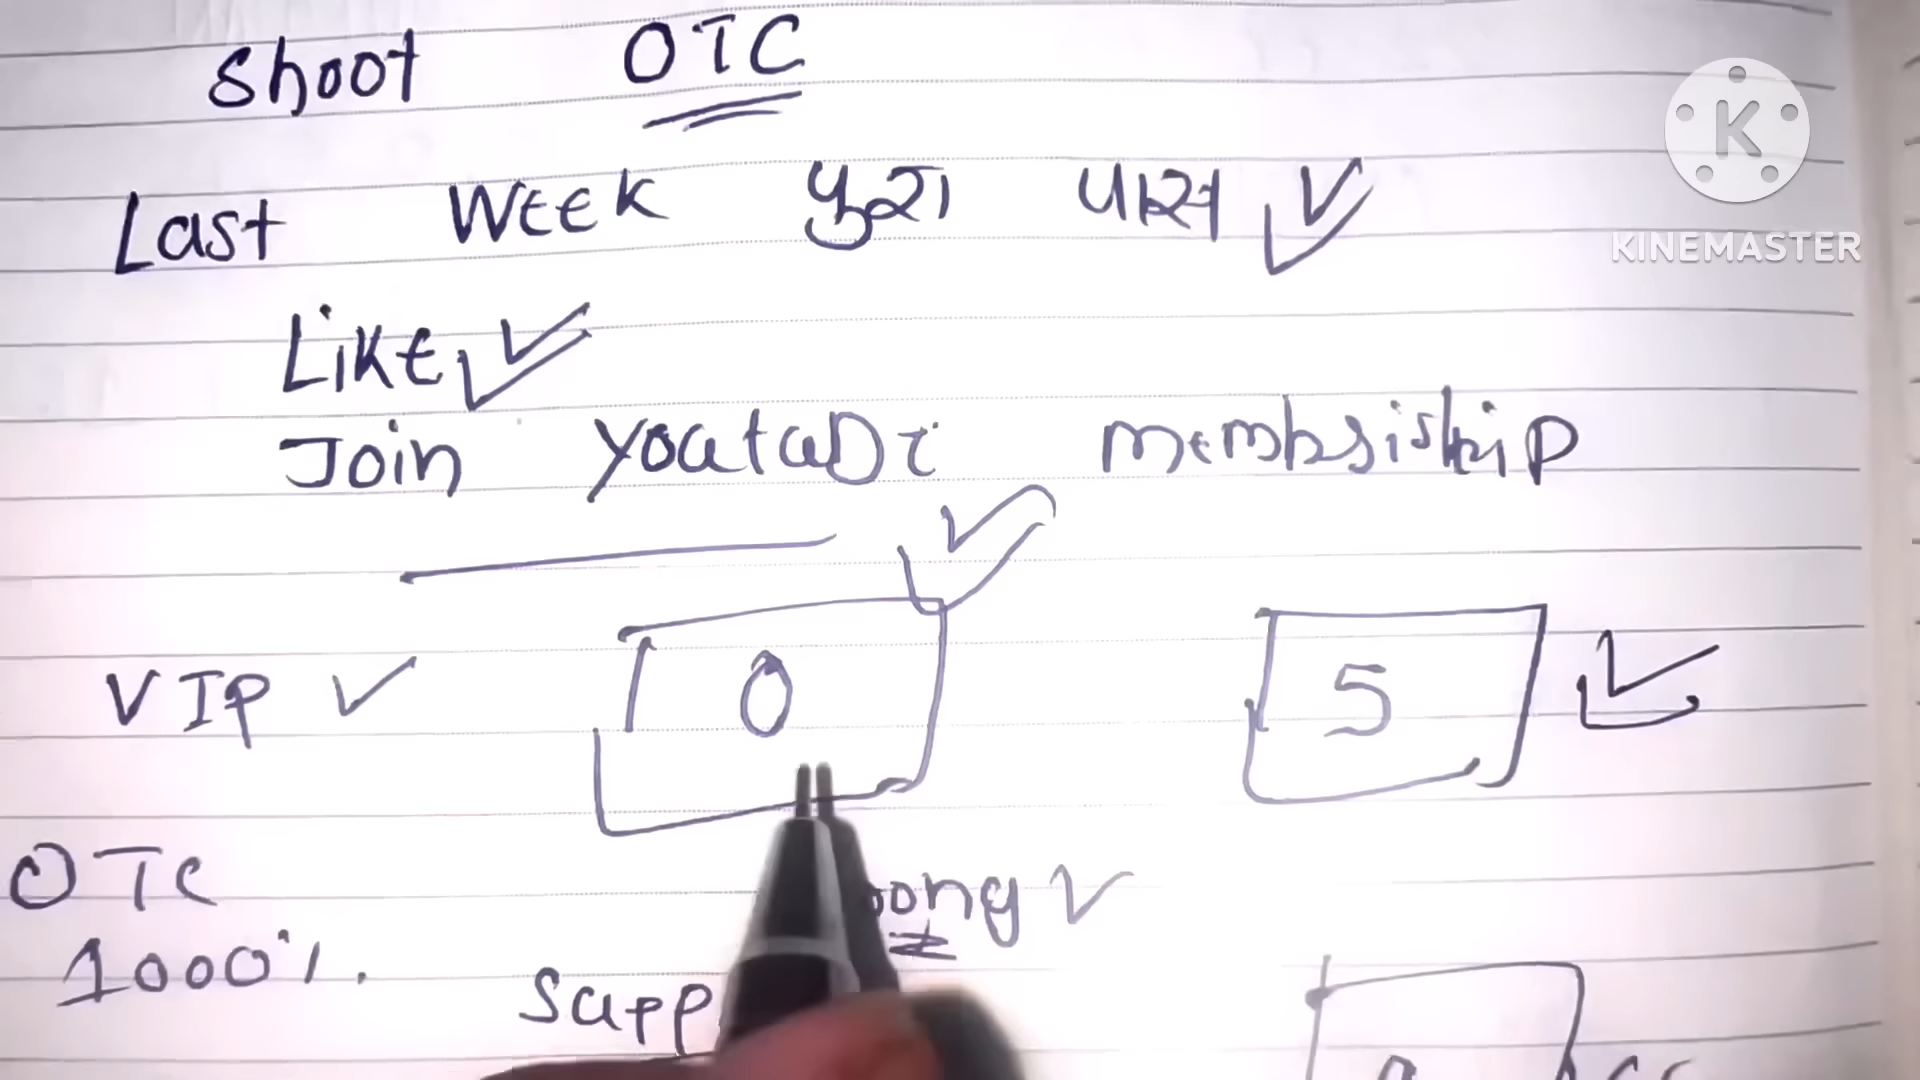 Shoot OTC
Last WEEK पुरा पास
LIKE
Join YouTube membership
VIP 0 5
OTC ong
1000%.
Supp
K
KINEMASTER